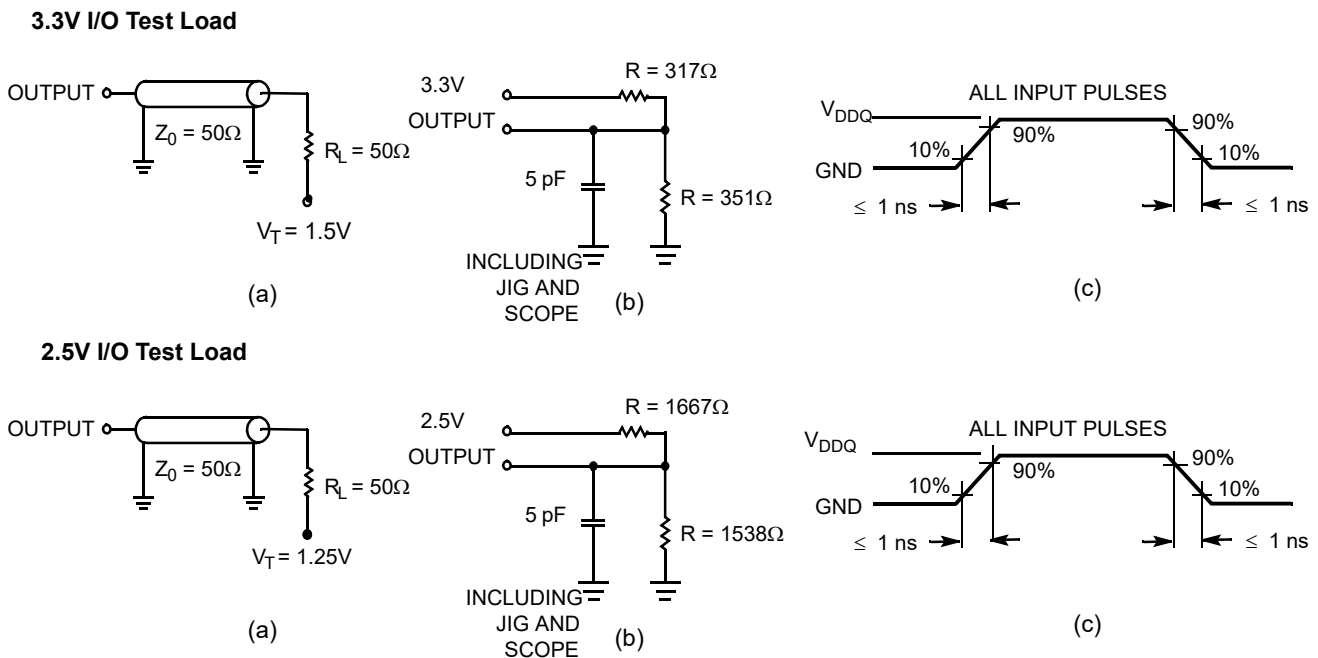 3.3V I/O Test Load
OUTPUT
Z0 = 50Ω
RL = 50Ω
VT = 1.5V
(a)
3.3V
OUTPUT
R = 317Ω
5 pF
R = 351Ω
INCLUDING
JIG AND
SCOPE
(b)
ALL INPUT PULSES
VDDQ
GND
10%
90%
90%
10%
≤ 1 ns
≤ 1 ns
(c)
2.5V I/O Test Load
OUTPUT
Z0 = 50Ω
RL = 50Ω
VT = 1.25V
(a)
2.5V
OUTPUT
R = 1667Ω
5 pF
R = 1538Ω
INCLUDING
JIG AND
SCOPE
(b)
ALL INPUT PULSES
VDDQ
GND
10%
90%
90%
10%
≤ 1 ns
≤ 1 ns
(c)